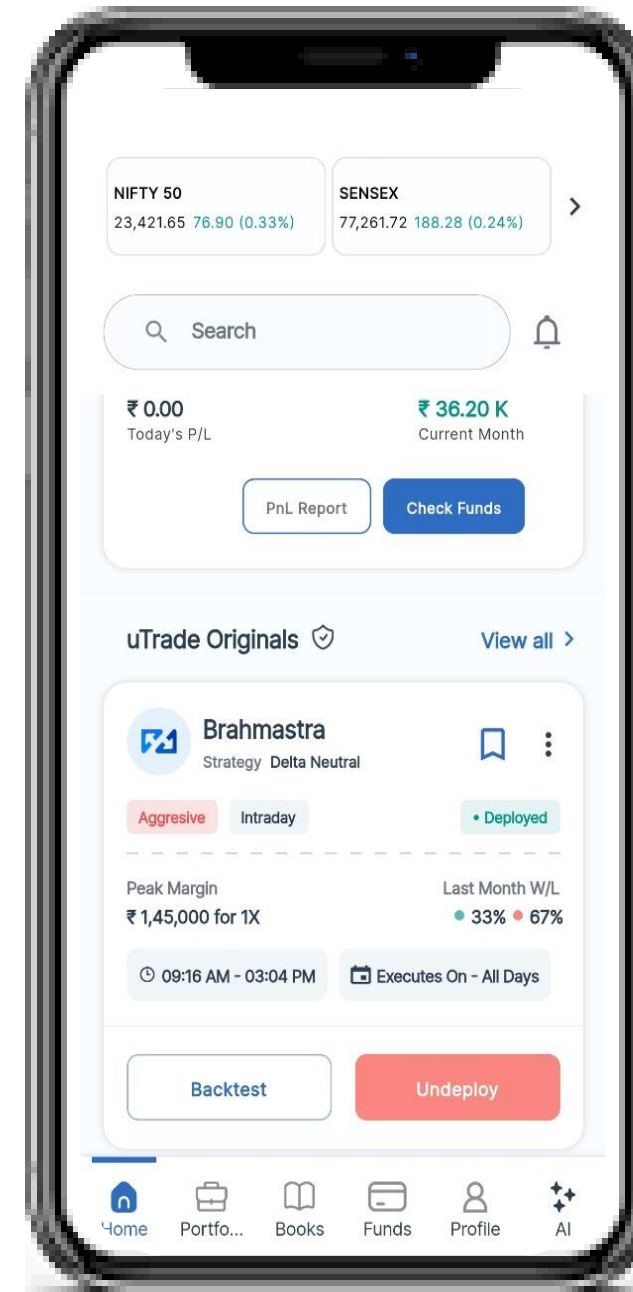 NIFTY 50
23,421.65 76.90 (0.33%)
SENSEX
77,261.72 188.28 (0.24%)
Search
₹ 0.00
Today's P/L
₹ 36.20 K
Current Month
PnL Report
Check Funds
uTrade Originals
View all
Brahmastra
Strategy Delta Neutral
Aggresive
Intraday
• Deployed
Peak Margin
₹ 1,45,000 for 1X
Last Month W/L
33% 67%
09:16 AM - 03:04 PM
Executes On - All Days
Backtest
Undeploy
Home
Portfo...
Books
Funds
Profile
AI